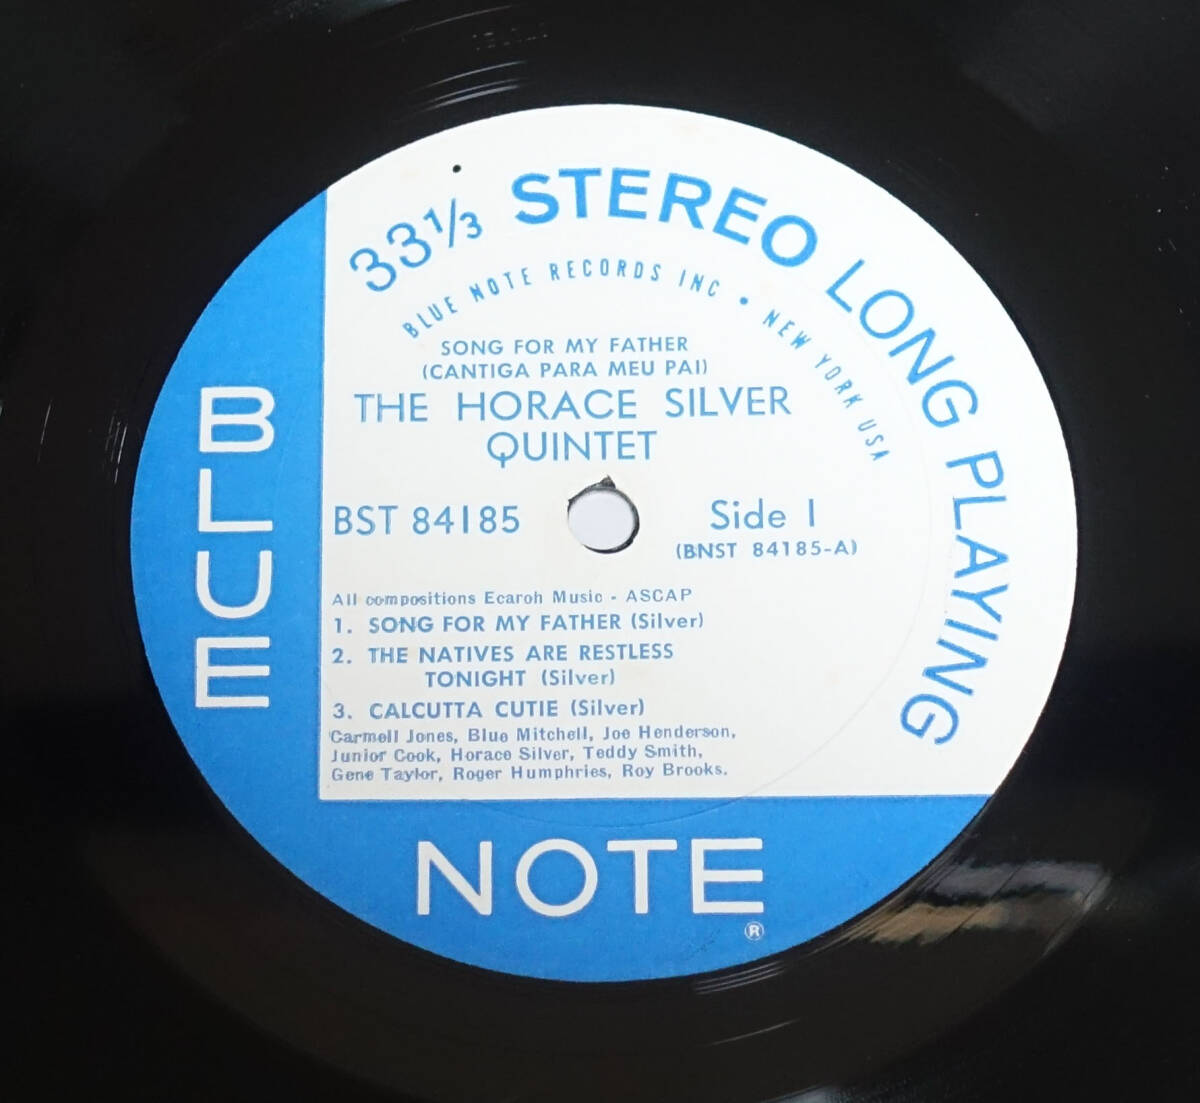 33⅓ STEREO LONG PLAYING
BLUE NOTE RECORDS INC • NEW YORK USA
SONG FOR MY FATHER
(CANTIGA PARA MEU PAI)
THE HORACE SILVER
QUINTET
BST 84185
Side 1
(BNST 84185-A)
All compositions Ecaroh Music - ASCAP
1. SONG FOR MY FATHER (Silver)
2. THE NATIVES ARE RESTLESS
TONIGHT (Silver)
3. CALCUTTA CUTIE (Silver)
Carmell Jones, Blue Mitchell, Joe Henderson,
Junior Cook, Horace Silver, Teddy Smith,
Gene Taylor, Roger Humphries, Roy Brooks.
BLUE
NOTE
®